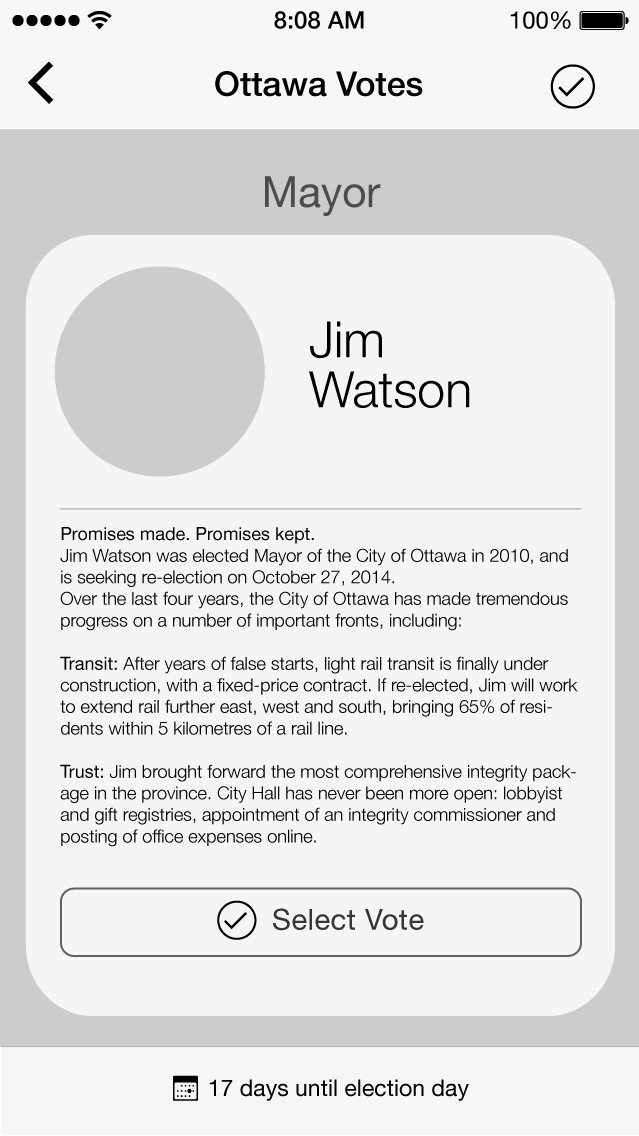 8:08 AM 100%
Ottawa Votes
Mayor
Jim
Watson
Promises made. Promises kept.
Jim Watson was elected Mayor of the City of Ottawa in 2010, and
is seeking re-election on October 27, 2014.
Over the last four years, the City of Ottawa has made tremendous
progress on a number of important fronts, including:
Transit: After years of false starts, light rail transit is finally under
construction, with a fixed-price contract. If re-elected, Jim will work
to extend rail further east, west and south, bringing 65% of resi-
dents within 5 kilometres of a rail line.
Trust: Jim brought forward the most comprehensive integrity pack-
age in the province. City Hall has never been more open: lobbyist
and gift registries, appointment of an integrity commissioner and
posting of office expenses online.
Select Vote
17 days until election day